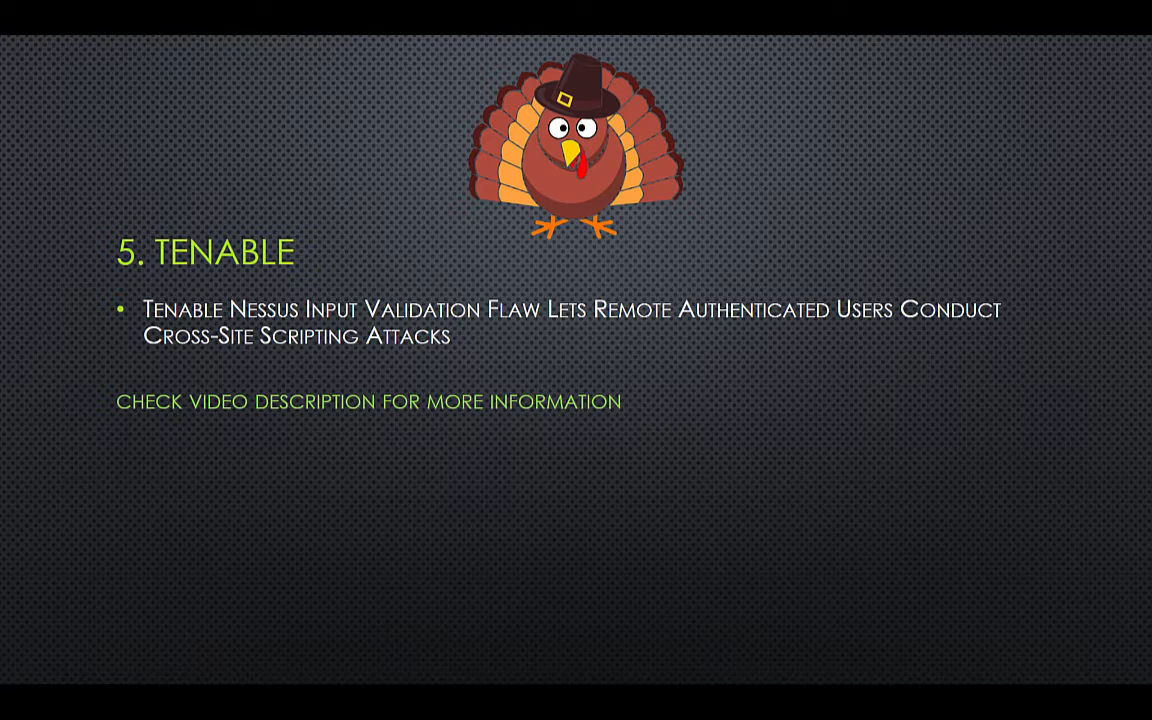 5. TENABLE
• TENABLE NESSUS INPUT VALIDATION FLAW LETS REMOTE AUTHENTICATED USERS CONDUCT
CROSS-SITE SCRIPTING ATTACKS
CHECK VIDEO DESCRIPTION FOR MORE INFORMATION